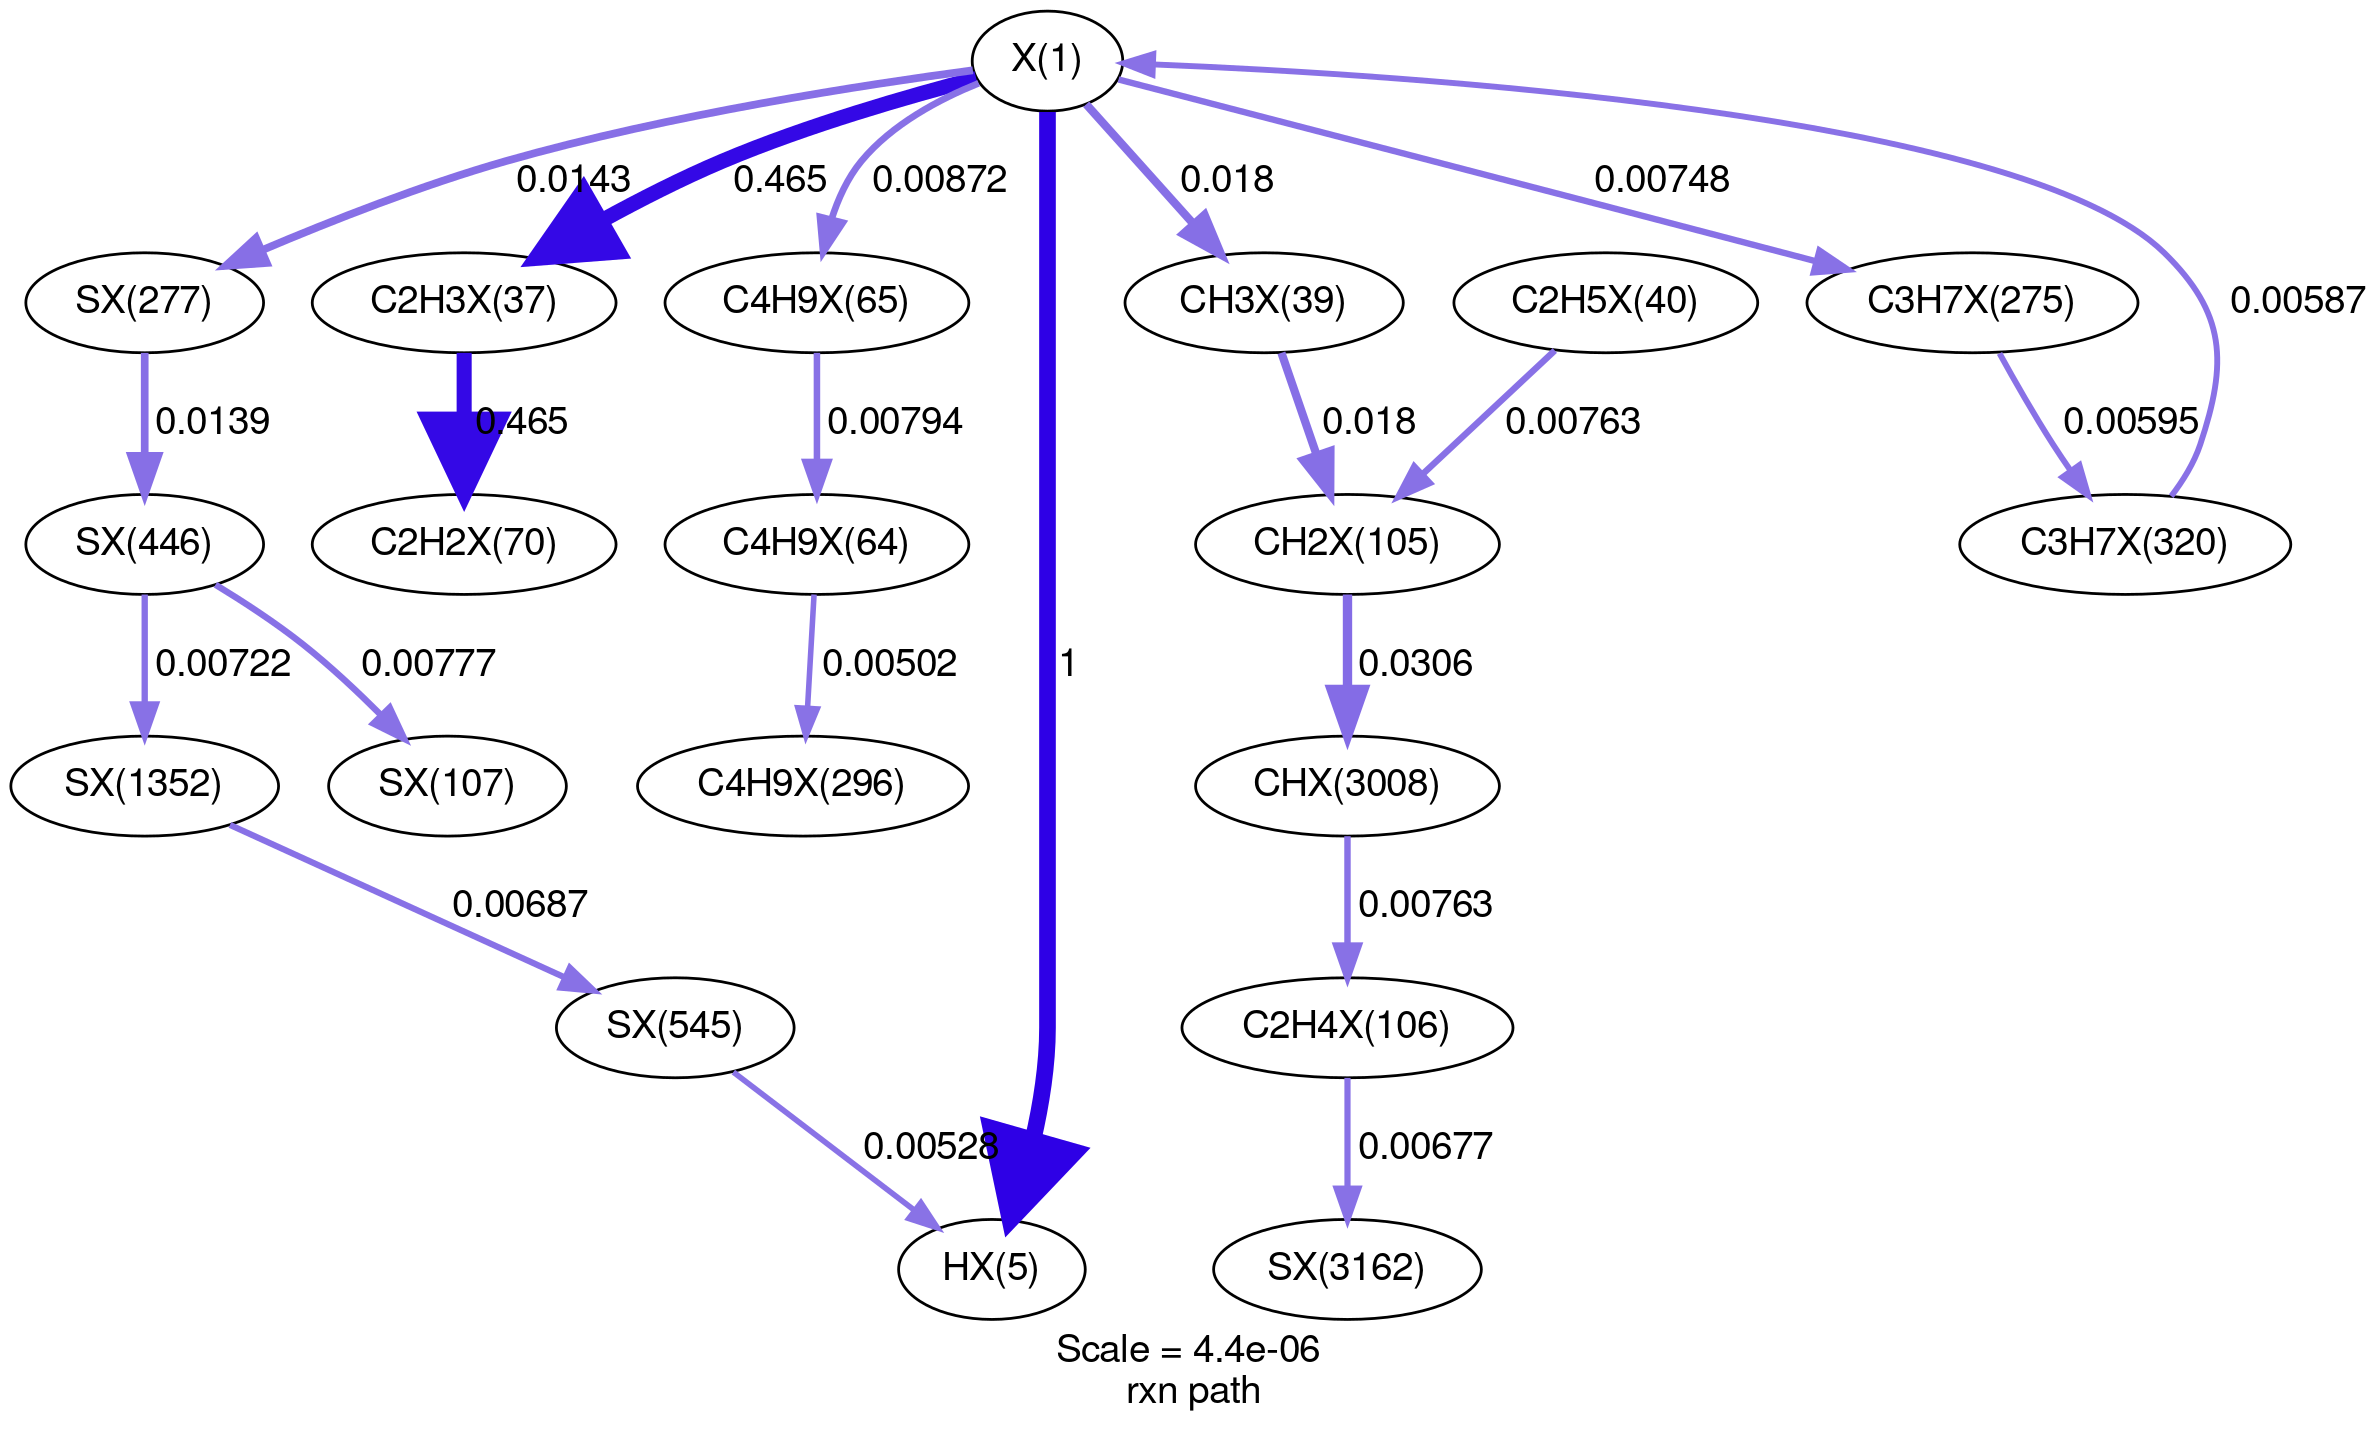 X(1)
0.0143
0.465
0.00872
0.018
0.00748
SX(277)
C2H3X(37)
C4H9X(65)
CH3X(39)
C2H5X(40)
C3H7X(275)
0.00587
0.0139
0.465
0.00794
0.018
0.00763
0.00595
SX(446)
C2H2X(70)
C4H9X(64)
CH2X(105)
C3H7X(320)
0.00722
0.00777
0.00502
1
0.0306
SX(1352)
SX(107)
C4H9X(296)
CHX(3008)
0.00687
0.00763
SX(545)
C2H4X(106)
0.00528
0.00677
HX(5)
SX(3162)
Scale = 4.4e-06
rxn path